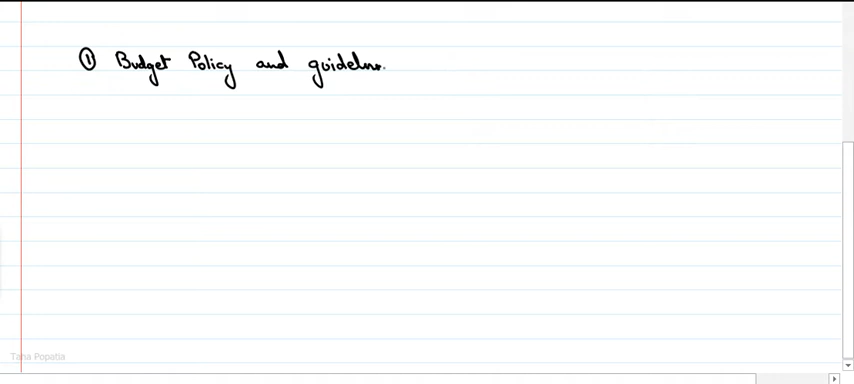 ① Budget Policy and guidelines
Taha Popatia